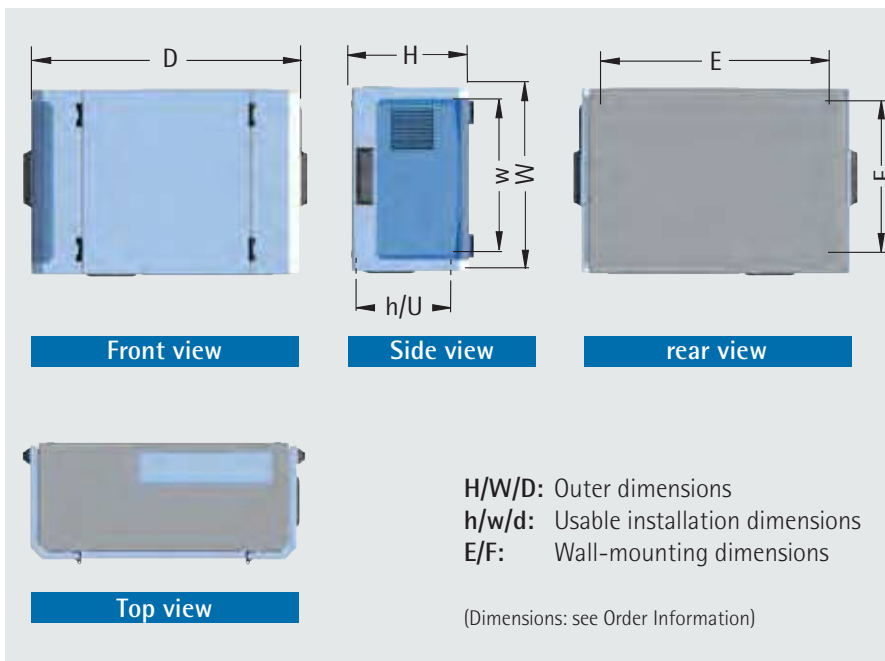 D
H
E
w
W
F
h/U
Front view
Side view
rear view
H/W/D: Outer dimensions
h/w/d: Usable installation dimensions
E/F: Wall-mounting dimensions
Top view
(Dimensions: see Order Information)